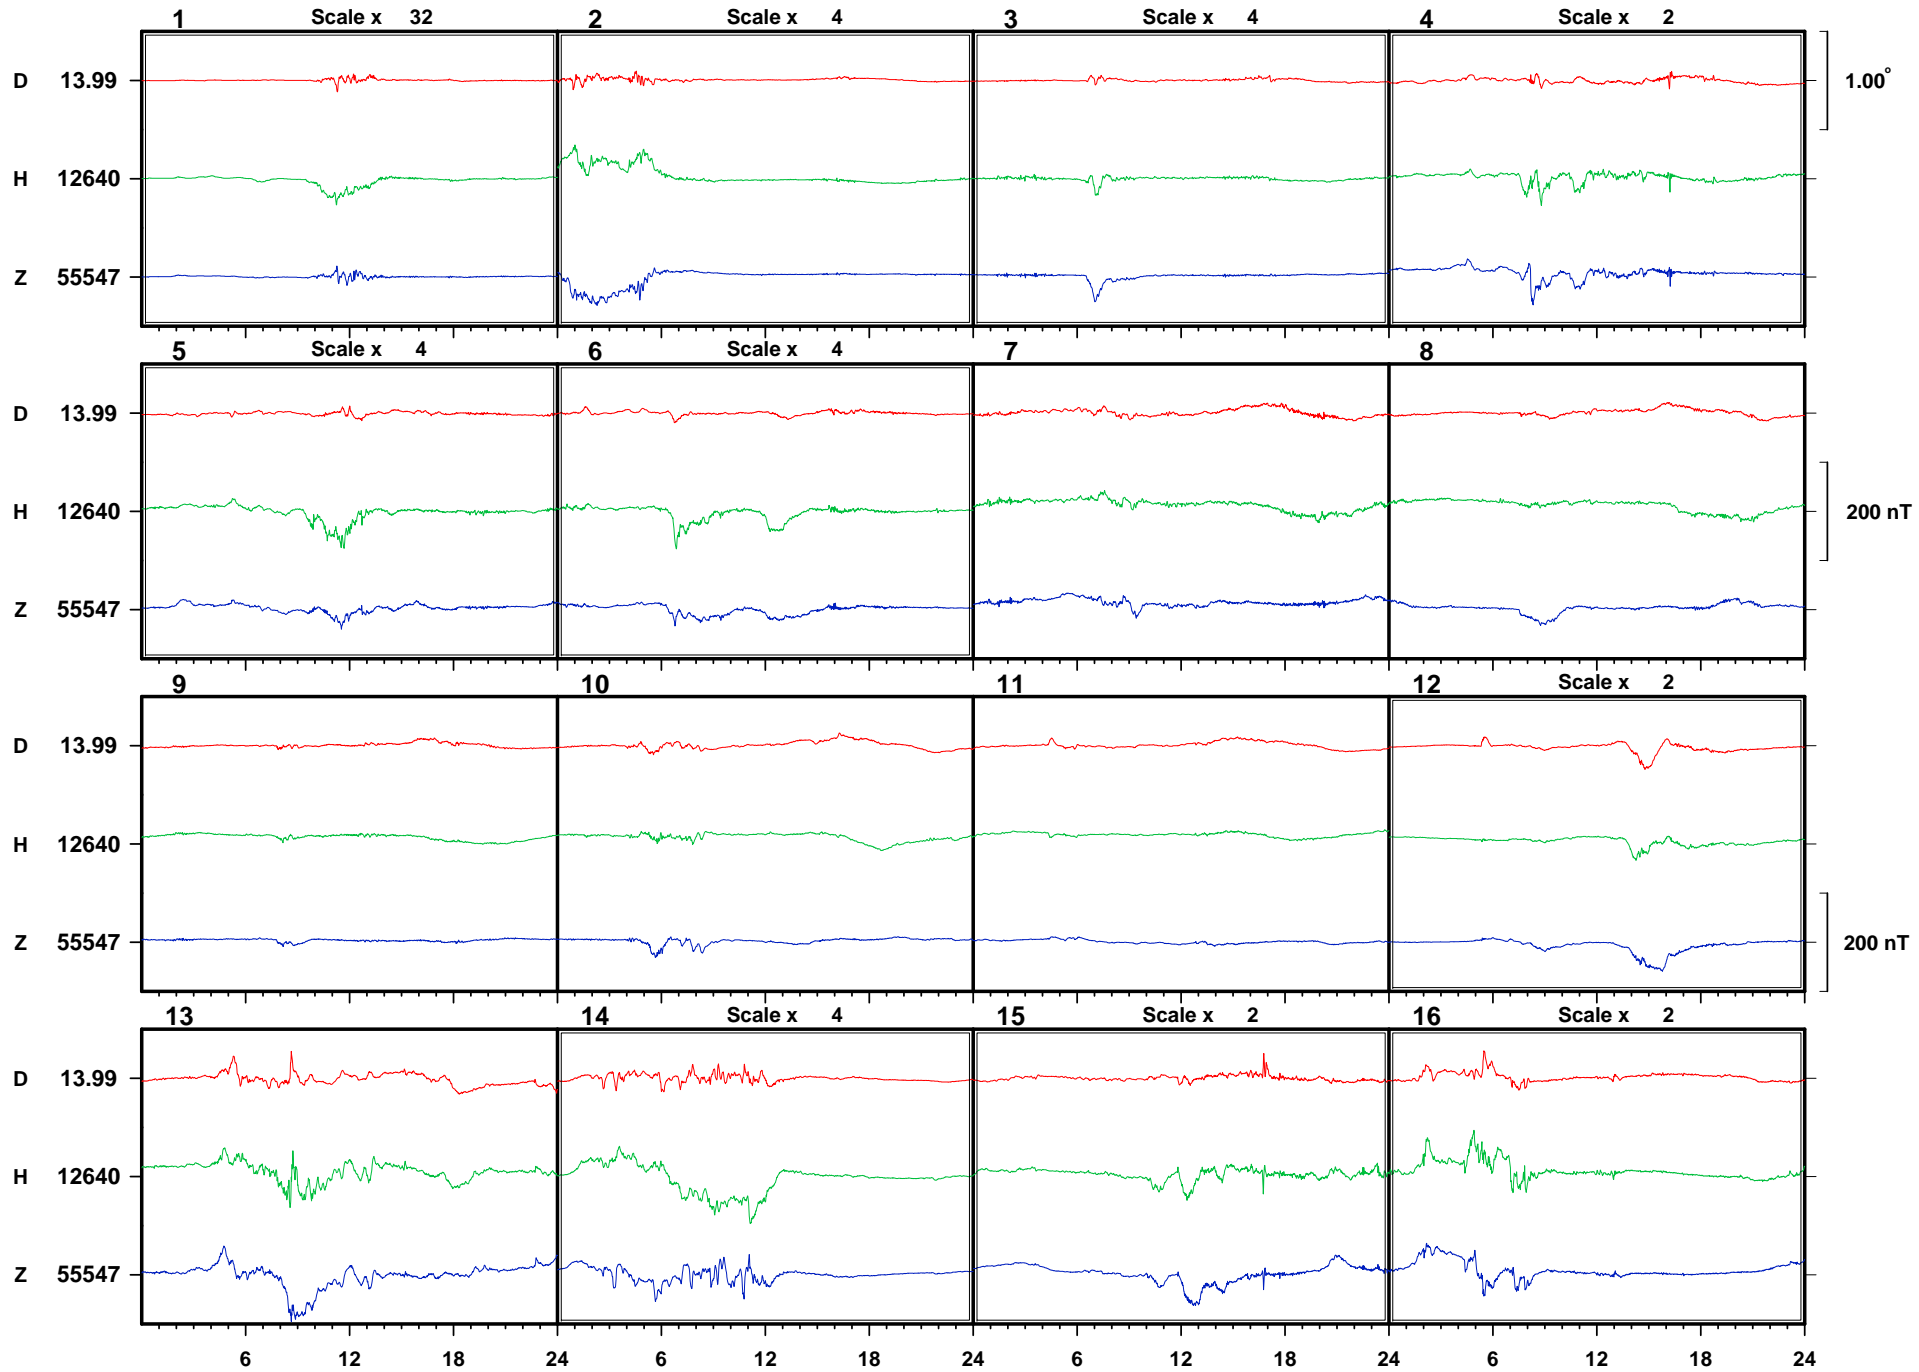 1 Scale x 32 2 Scale x 4 3 Scale x 4 4 Scale x 2
D 13.99 1.00°
H 12640
Z 55547
5 Scale x 4 6 Scale x 4 7 8
D 13.99
H 12640 200 nT
Z 55547
9 10 11 12 Scale x 2
D 13.99
H 12640
Z 55547 200 nT
13 14 Scale x 4 15 Scale x 2 16 Scale x 2
D 13.99
H 12640
Z 55547
6 12 18 24 6 12 18 24 6 12 18 24 6 12 18 24